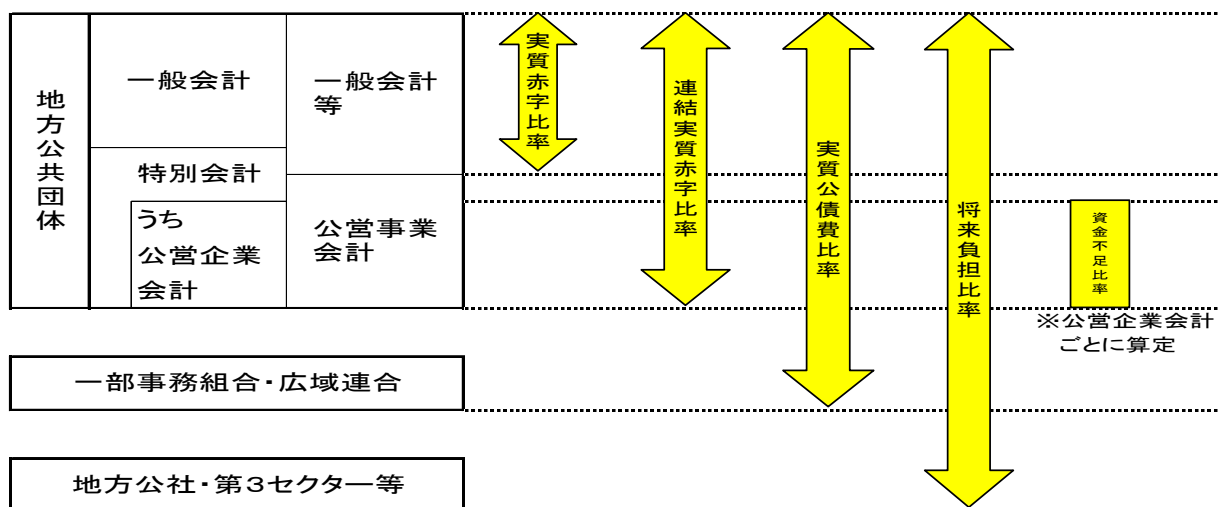 地方公共団体
一般会計
一般会計
等
特別会計
うち
公営企業
会計
公営事業
会計
実質赤字比率
連結実質赤字比率
実質公債費比率
将来負担比率
資金不足比率
※公営企業会計
ごとに算定
一部事務組合・広域連合
地方公社・第3セクター等